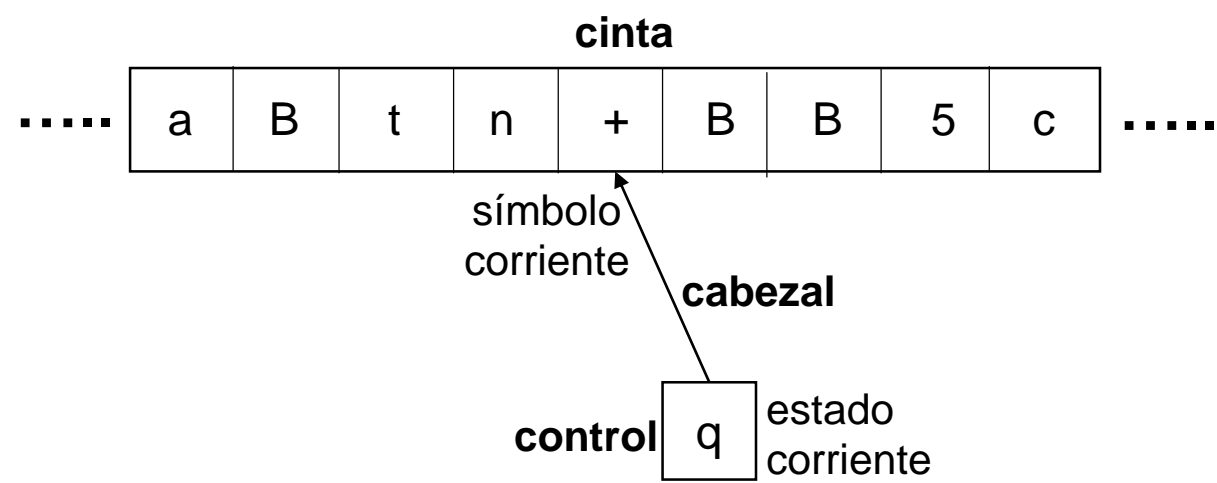 cinta
a B t n + B B 5 c
símbolo
corriente
cabezal
control q estado
corriente